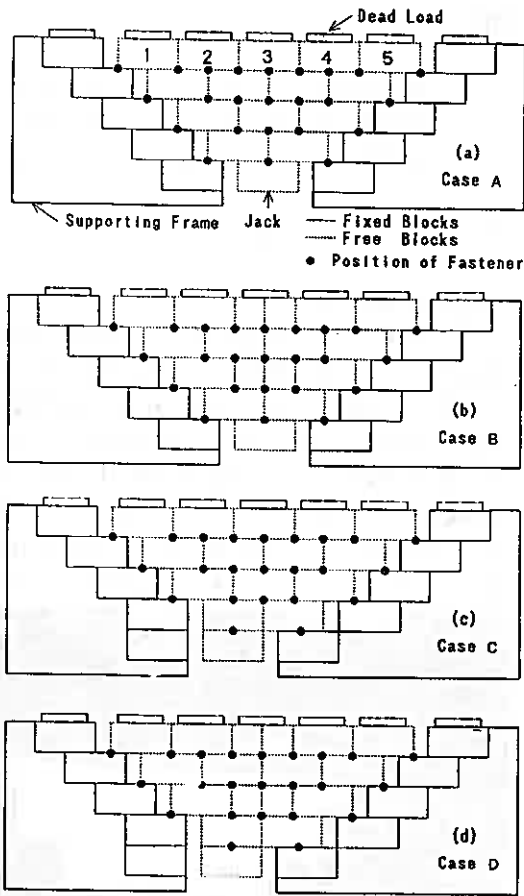 Dead Load
1 2 3 4 5
(a)
Case A
Supporting Frame Jack
Fixed Blocks
Free Blocks
Position of Fastener
(b)
Case B
(c)
Case C
(d)
Case D